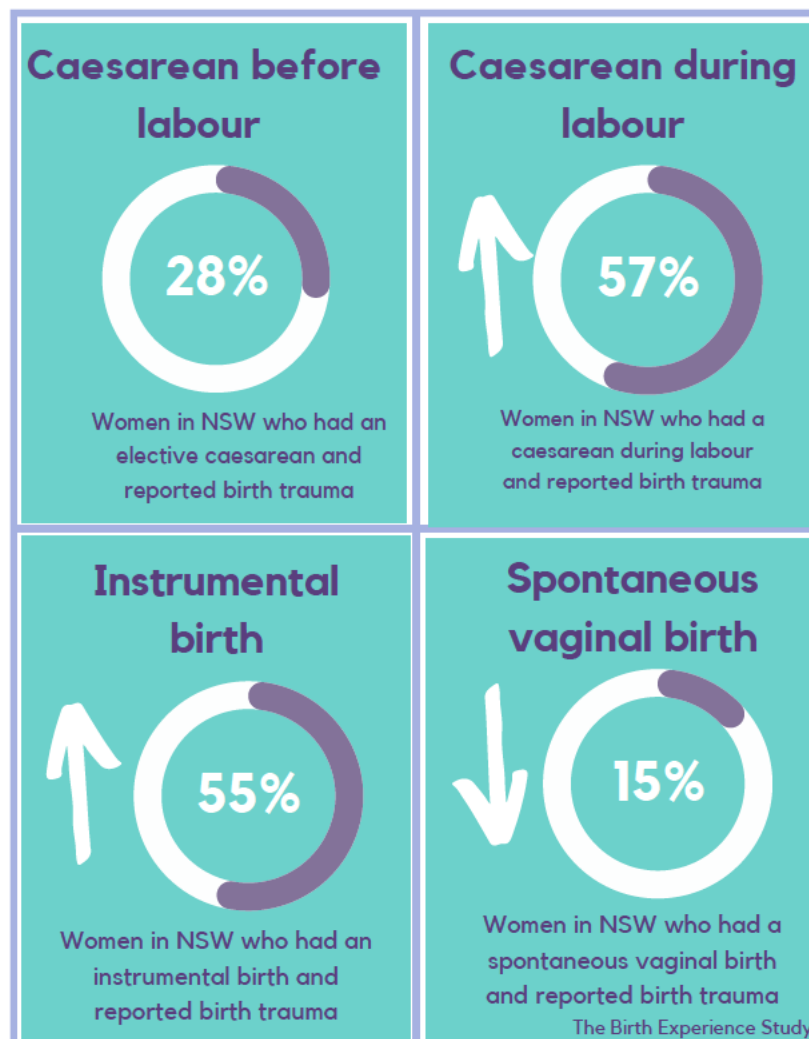 Caesarean before
labour
28%
Women in NSW who had an
elective caesarean and
reported birth trauma
Caesarean during
labour
57%
Women in NSW who had a
caesarean during labour
and reported birth trauma
Instrumental
birth
55%
Women in NSW who had an
instrumental birth and
reported birth trauma
Spontaneous
vaginal birth
15%
Women in NSW who had a
spontaneous vaginal birth
and reported birth trauma
The Birth Experience Study